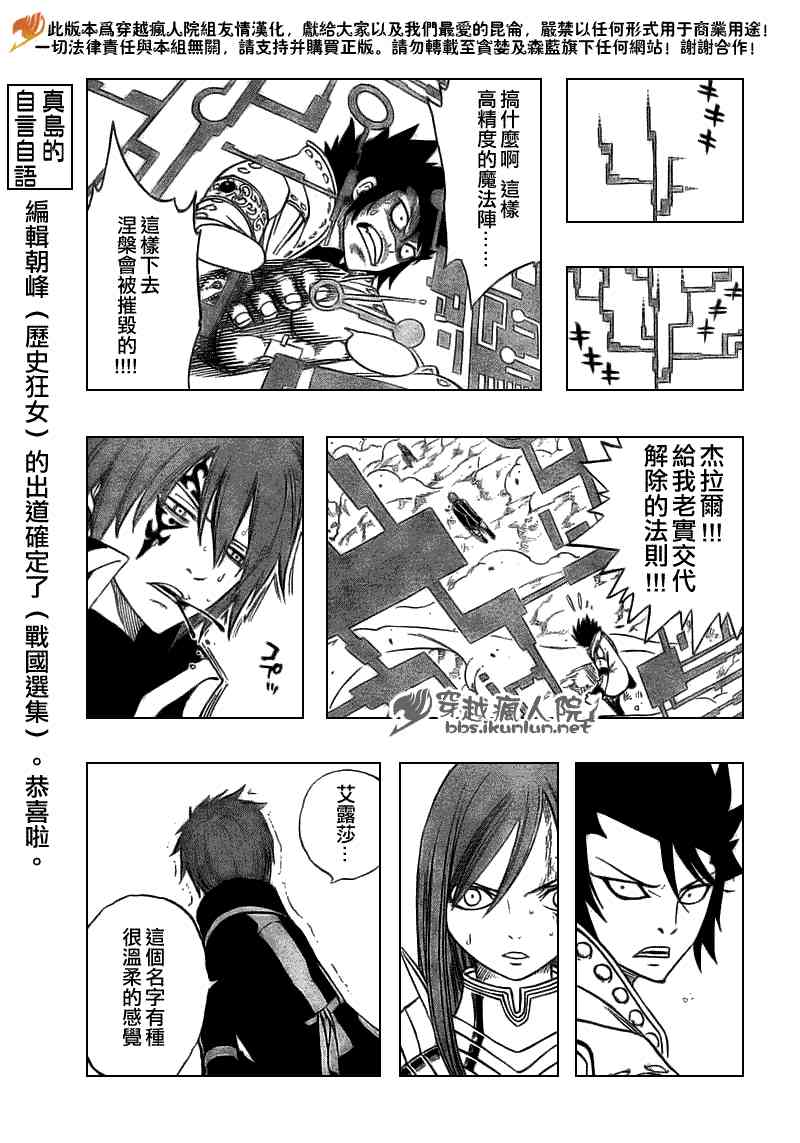 此版本爲穿越瘋人院組友情漢化，獻給大家以及我們最愛的昆侖，嚴禁以任何形式用于商業用途！
一切法律責任與本組無關，請支持并購買正版。請勿轉載至貪婪及森藍旗下任何網站！謝謝合作！
真島的
自言自語
編輯朝峰（歷史狂女）的出道確定了（戰國選集）。恭喜啦。
キキ
キキ
搞什麼啊 這樣
高精度的魔法陣……
這樣下去
涅槃會被摧毀
的!!!!
杰拉爾!!!
給我老實交代
解除的法則!!!
コプッ
穿越瘋人院
bbs.ikunlun.net
艾露莎…
這個名字有種
很溫柔的感覺